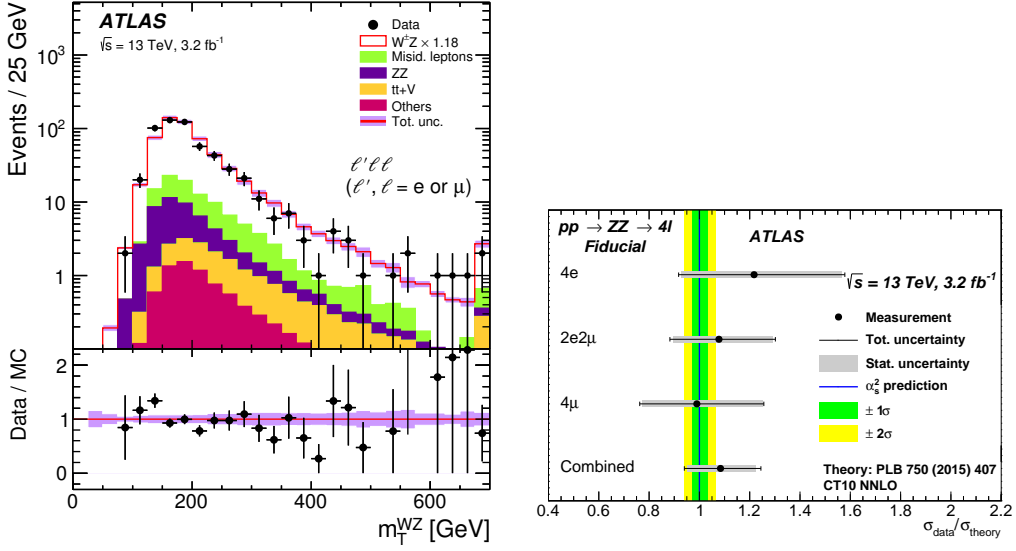 ATLAS
√s = 13 TeV, 3.2 fb⁻¹
Data
W±Z × 1.18
Misid. leptons
ZZ
tt+V
Others
Tot. unc.
ℓ'ℓℓ
(ℓ', ℓ = e or μ)
Events / 25 GeV
10³
10²
10
1
Data / MC
2
1
0
0 200 400 600
m_T^WZ [GeV]
pp → ZZ → 4l
Fiducial
ATLAS
√s = 13 TeV, 3.2 fb⁻¹
4e
2e2μ
4μ
Combined
Measurement
Tot. uncertainty
Stat. uncertainty
α_s² prediction
± 1σ
± 2σ
Theory: PLB 750 (2015) 407
CT10 NNLO
0.4 0.6 0.8 1 1.2 1.4 1.6 1.8 2 2.2
σ_data/σ_theory